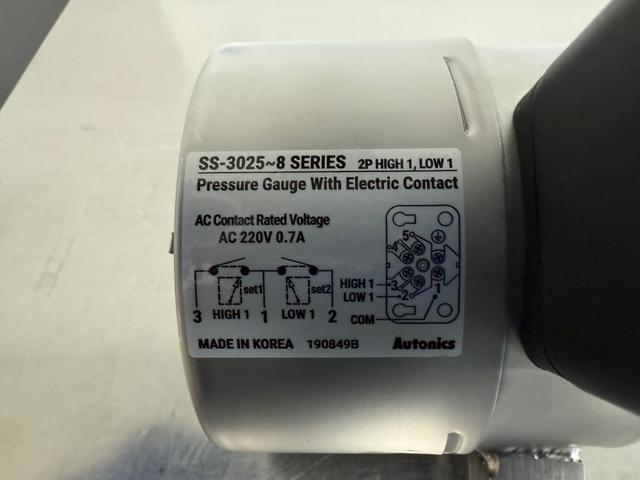 SS-3025~8 SERIES 2P HIGH 1, LOW 1
Pressure Gauge With Electric Contact
AC Contact Rated Voltage
AC 220V 0.7A
5
4
3
2
1
HIGH 1
LOW 1
COM
set1 set2
3 HIGH 1 1 LOW 1 2
MADE IN KOREA 190849B Autonics